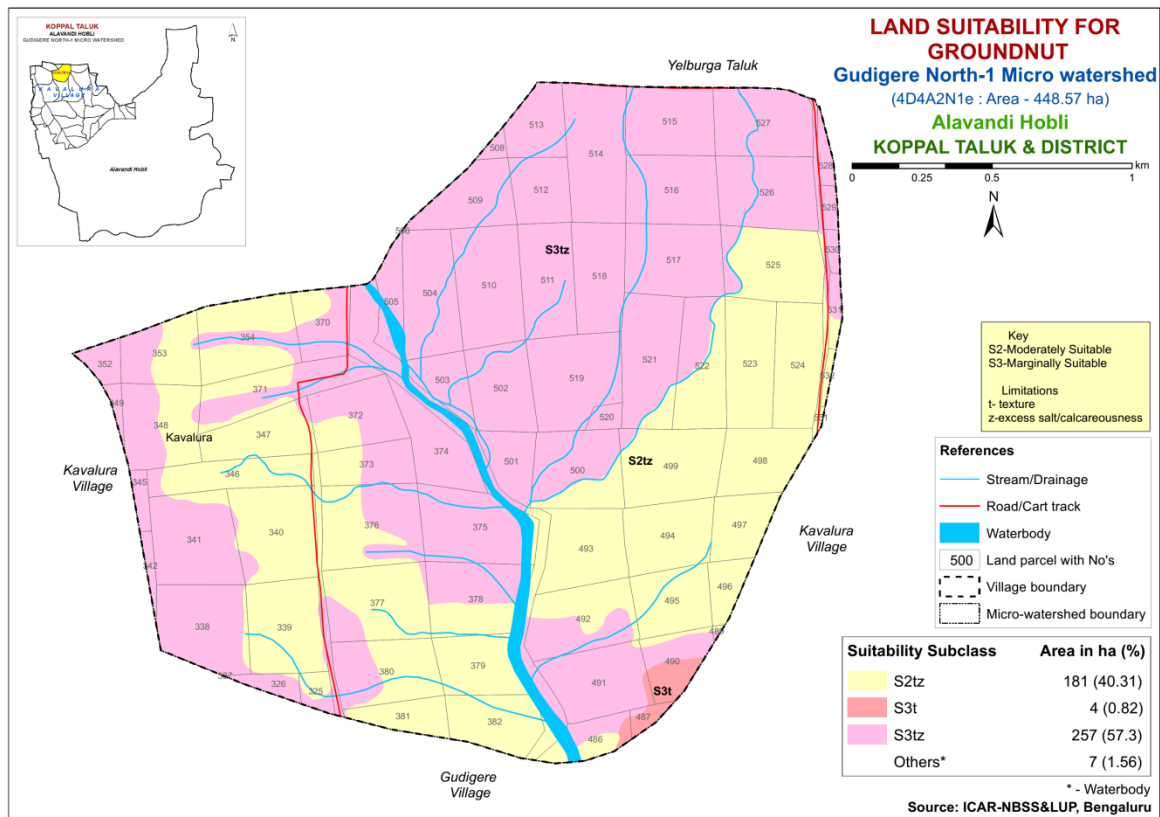 KOPPAL TALUK
ALAVANDI HOBLI
GUDIGERE NORTH-1 MICRO WATERSHED
N
KAVALURA
VILLAGE
Alavandi Hobli
LAND SUITABILITY FOR
GROUNDNUT
Gudigere North-1 Micro watershed
(4D4A2N1e : Area - 448.57 ha)
Alavandi Hobli
KOPPAL TALUK & DISTRICT
km
0 0.25 0.5 1
N
Yelburga Taluk
513 515 527
508 514
528
512 516 526
509 529
530
S3tz 517 525
510 511 518
504
505
370 531
354
353 521 522 523 524
352
503 502 519
371
349
372 520
348 347
Kavalura 374
373 501 500 S2tz 499 498
346
345
Kavalura
Village
376 375 497
341 340 493 494
Kavalura
Village
342
378 496
377 495
492
338 339
490
380 379 491
S3t
326 325
381 382 487
486
Gudigere
Village
Key
S2-Moderately Suitable
S3-Marginally Suitable
Limitations
t- texture
z-excess salt/calcareousness
References
Stream/Drainage
Road/Cart track
Waterbody
500 Land parcel with No's
Village boundary
Micro-watershed boundary
Suitability Subclass Area in ha (%)
S2tz 181 (40.31)
S3t 4 (0.82)
S3tz 257 (57.3)
Others* 7 (1.56)
* - Waterbody
Source: ICAR-NBSS&LUP, Bengaluru